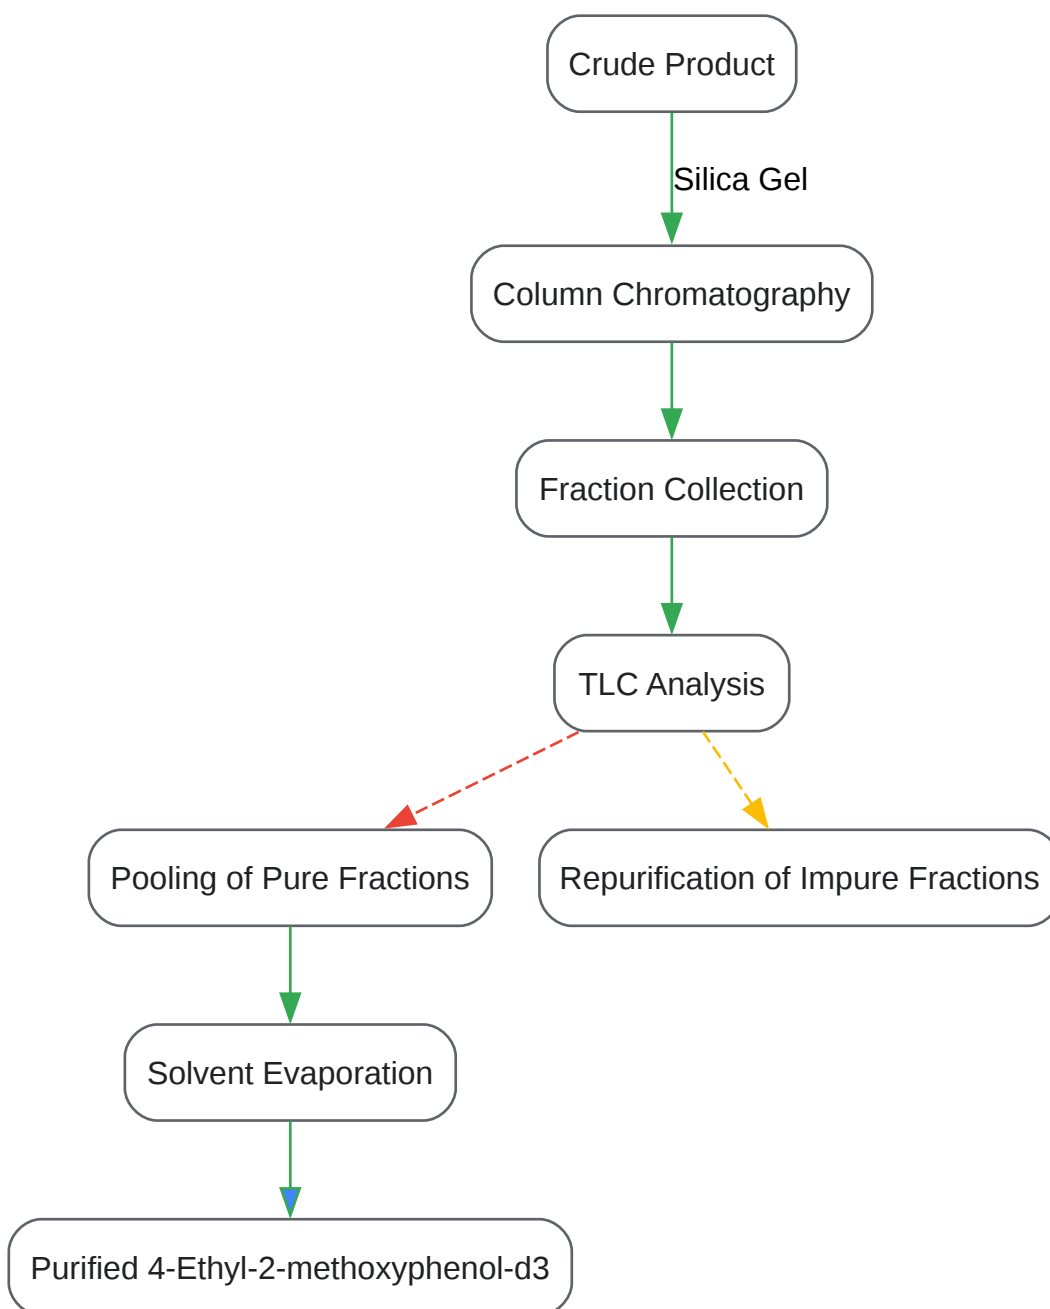 Crude Product
Silica Gel
Column Chromatography
Fraction Collection
TLC Analysis
Pooling of Pure Fractions
Repurification of Impure Fractions
Solvent Evaporation
Purified 4-Ethyl-2-methoxyphenol-d3